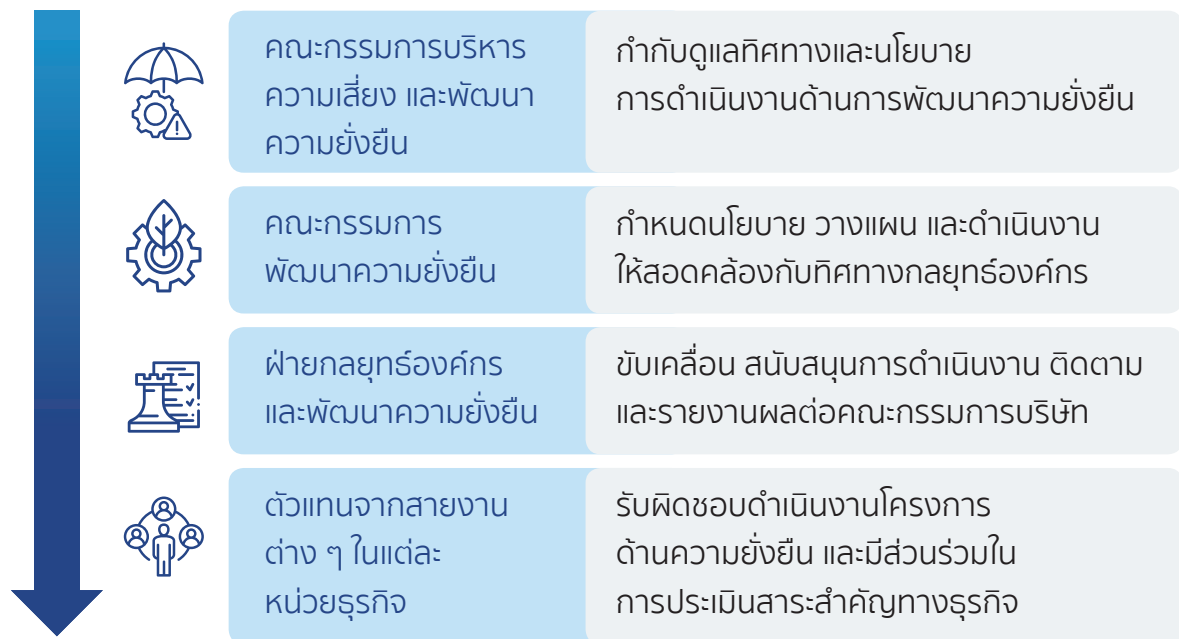 คณะกรรมการบริหาร
ความเสี่ยง และพัฒนา
ความยั่งยืน
กำกับดูแลทิศทางและนโยบาย
การดำเนินงานด้านการพัฒนาความยั่งยืน
คณะกรรมการ
พัฒนาความยั่งยืน
กำหนดนโยบาย วางแผน และดำเนินงาน
ให้สอดคล้องกับทิศทางกลยุทธ์องค์กร
ฝ่ายกลยุทธ์องค์กร
และพัฒนาความยั่งยืน
ขับเคลื่อน สนับสนุนการดำเนินงาน ติดตาม
และรายงานผลต่อคณะกรรมการบริษัท
ตัวแทนจากสายงาน
ต่าง ๆ ในแต่ละ
หน่วยธุรกิจ
รับผิดชอบดำเนินงานโครงการ
ด้านความยั่งยืน และมีส่วนร่วมใน
การประเมินสาระสำคัญทางธุรกิจ